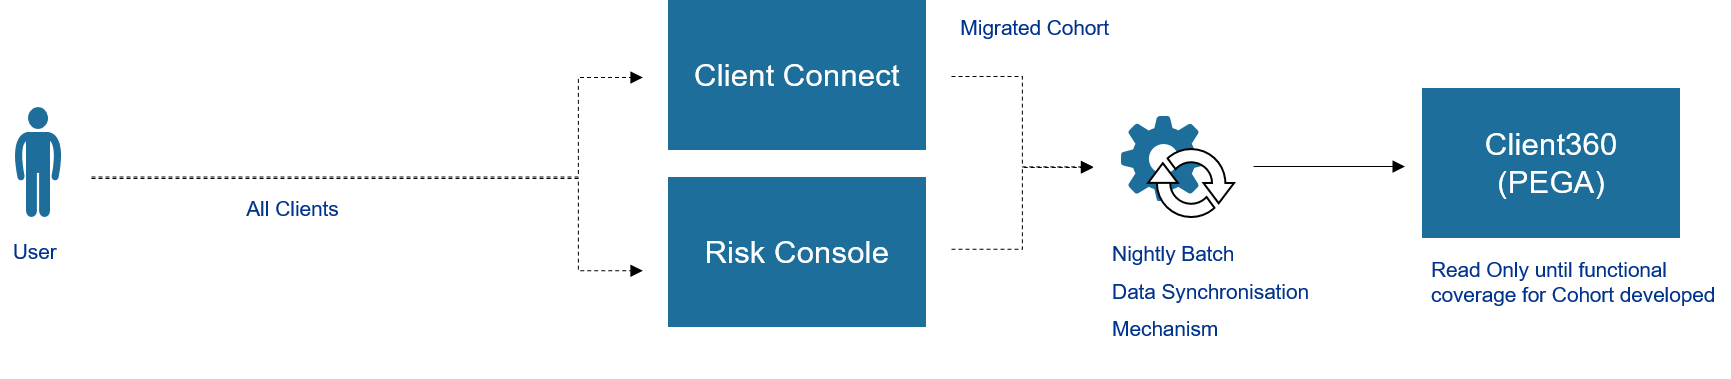 Migrated Cohort
Client Connect
Client360
(PEGA)
All Clients
User
Risk Console
Nightly Batch
Data Synchronisation
Mechanism
Read Only until functional
coverage for Cohort developed